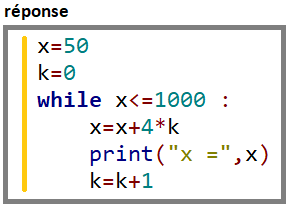 réponse
x=50
k=0
while x<=1000 :
    x=x+4*k
    print("x =",x)
    k=k+1